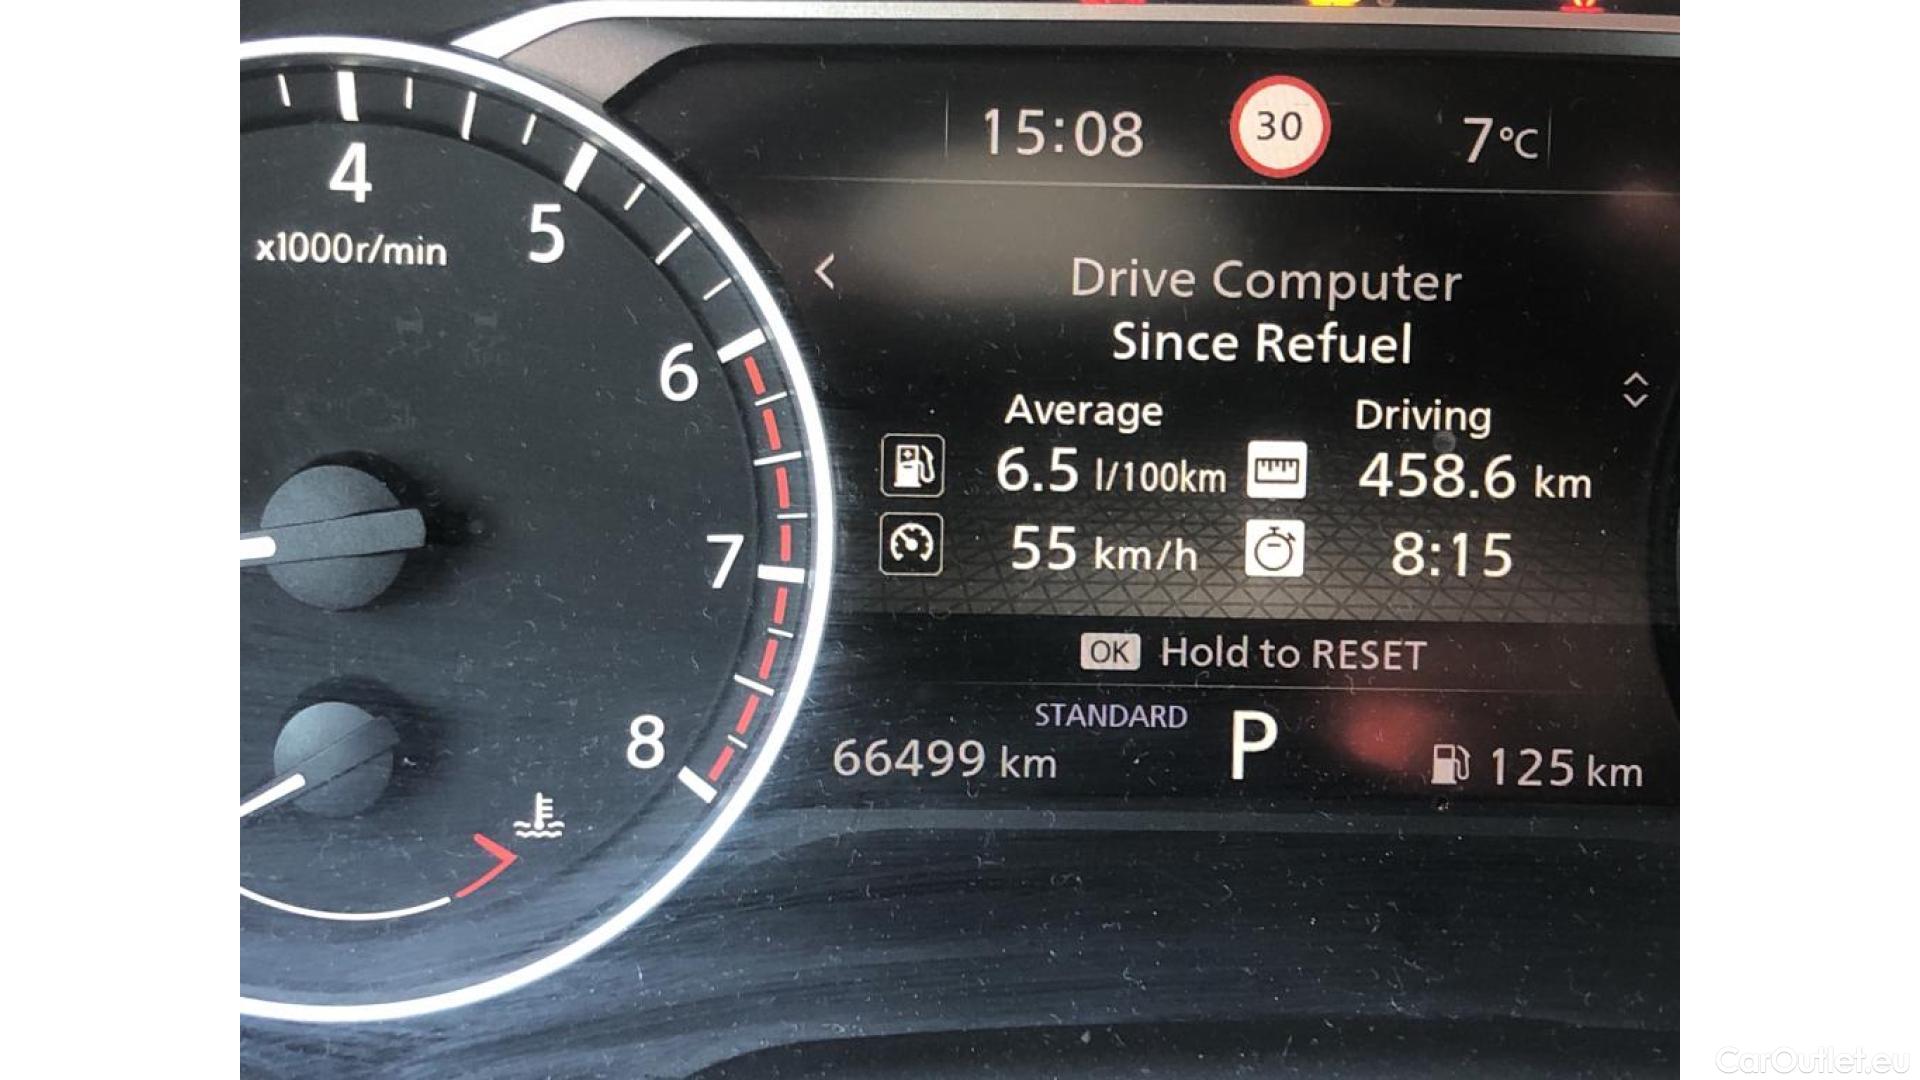 15:08 30 7°C
4
x1000r/min
5
6
7
8
Drive Computer
Since Refuel
Average Driving
6.5 l/100km 458.6 km
55 km/h 8:15
OK Hold to RESET
STANDARD
66499 km P 125 km
CarOutlet.eu